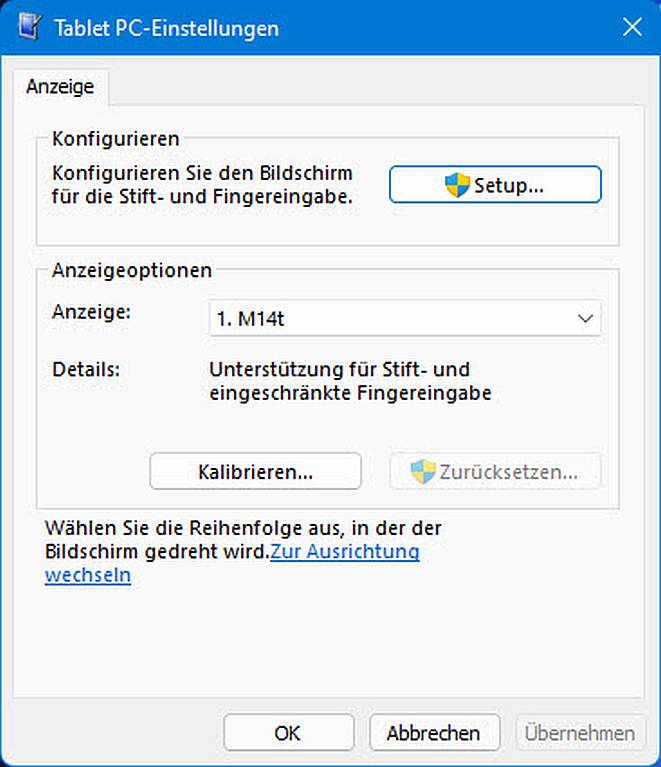 Tablet PC-Einstellungen
Anzeige
Konfigurieren
Konfigurieren Sie den Bildschirm
für die Stift- und Fingereingabe.
Setup...
Anzeigeoptionen
Anzeige:
1. M14t
Details:
Unterstützung für Stift- und
eingeschränkte Fingereingabe
Kalibrieren...
Zurücksetzen...
Wählen Sie die Reihenfolge aus, in der der
Bildschirm gedreht wird.Zur Ausrichtung
wechseln
OK
Abbrechen
Übernehmen